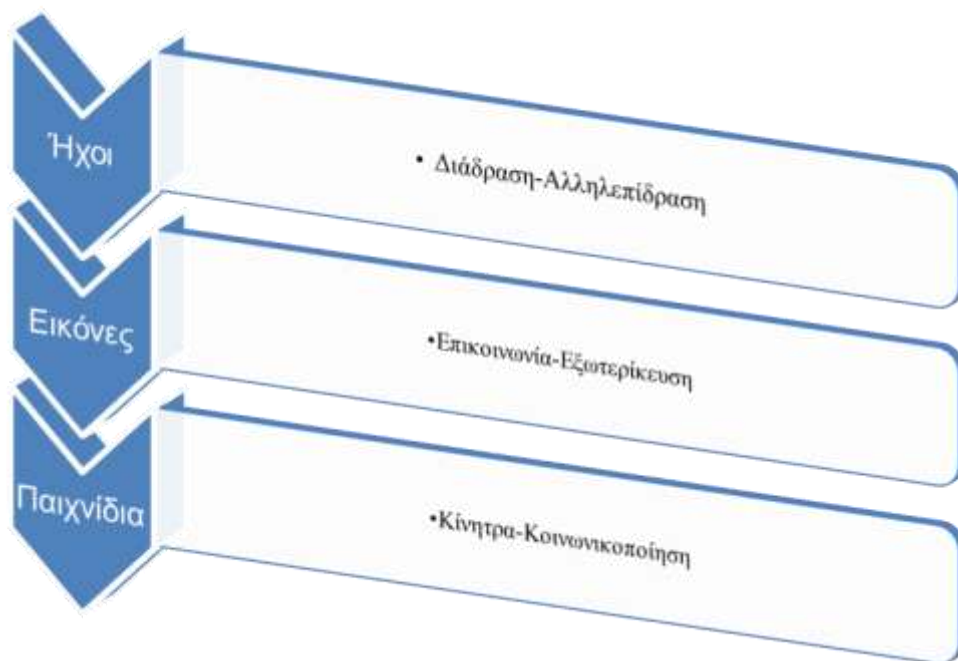 Ήχοι
• Διάδραση-Αλληλεπίδραση
Εικόνες
•Επικοινωνία-Εξωτερίκευση
Παιχνίδια
•Κίνητρα-Κοινωνικοποίηση